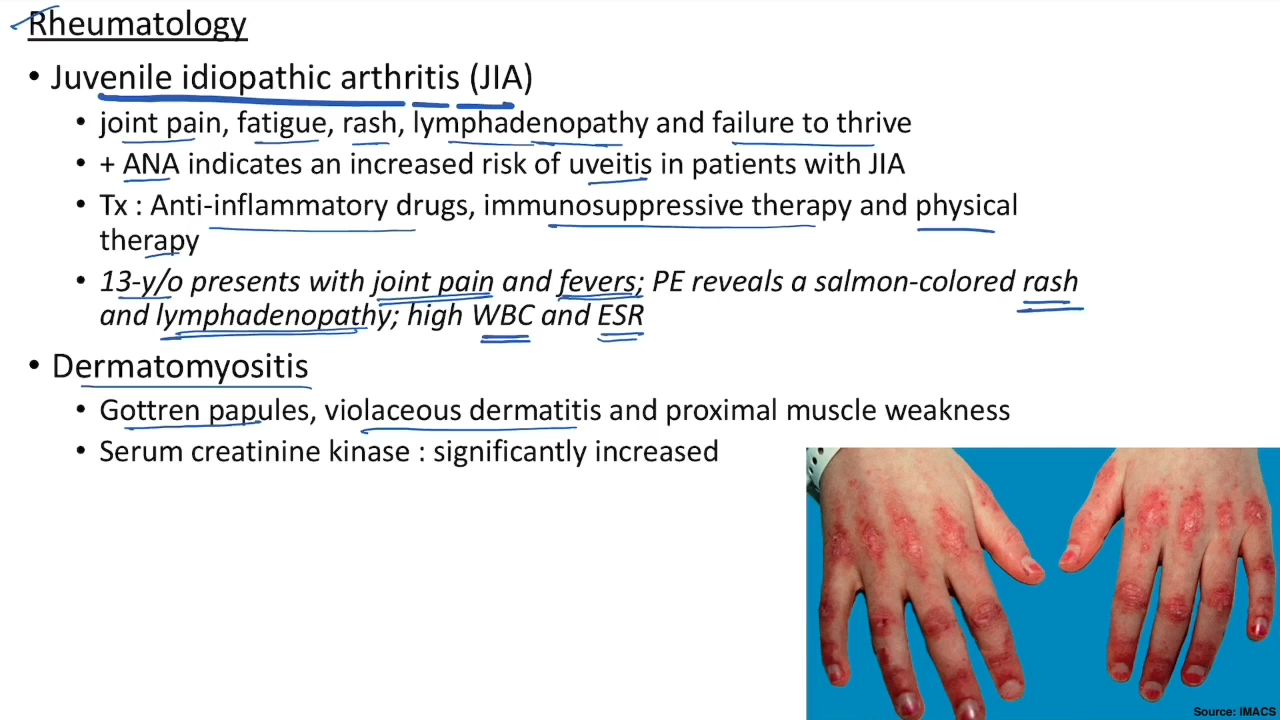 Rheumatology
• Juvenile idiopathic arthritis (JIA)
• joint pain, fatigue, rash, lymphadenopathy and failure to thrive
• + ANA indicates an increased risk of uveitis in patients with JIA
• Tx : Anti-inflammatory drugs, immunosuppressive therapy and physical
therapy
• 13-y/o presents with joint pain and fevers; PE reveals a salmon-colored rash
and lymphadenopathy; high WBC and ESR
• Dermatomyositis
• Gottren papules, violaceous dermatitis and proximal muscle weakness
• Serum creatinine kinase : significantly increased
Source: IMACS